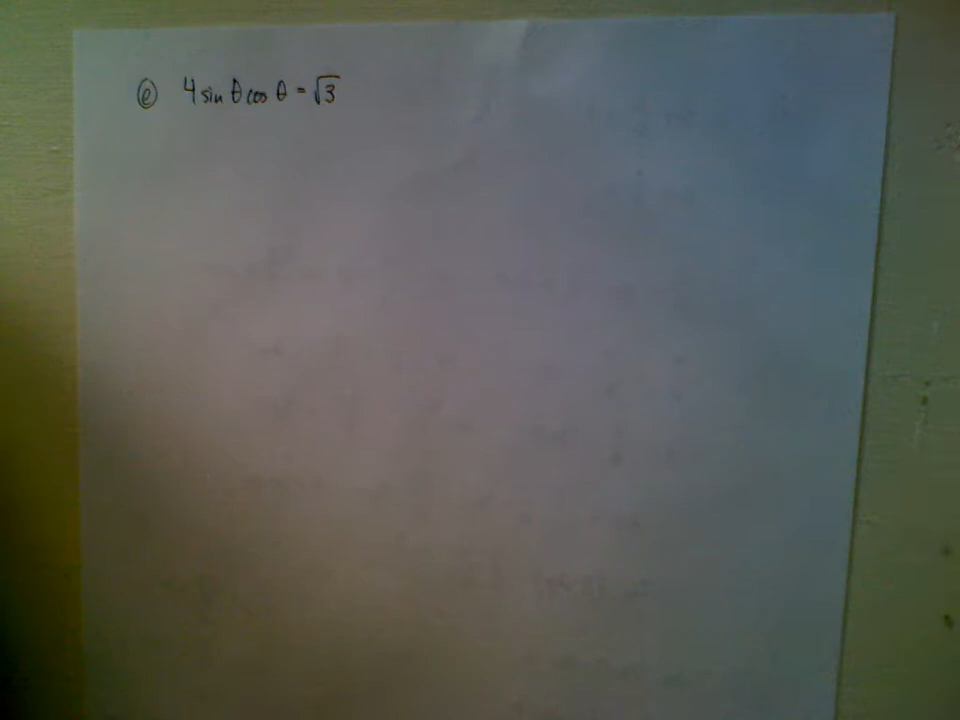 ⓔ 4 sin θ cos θ = √3